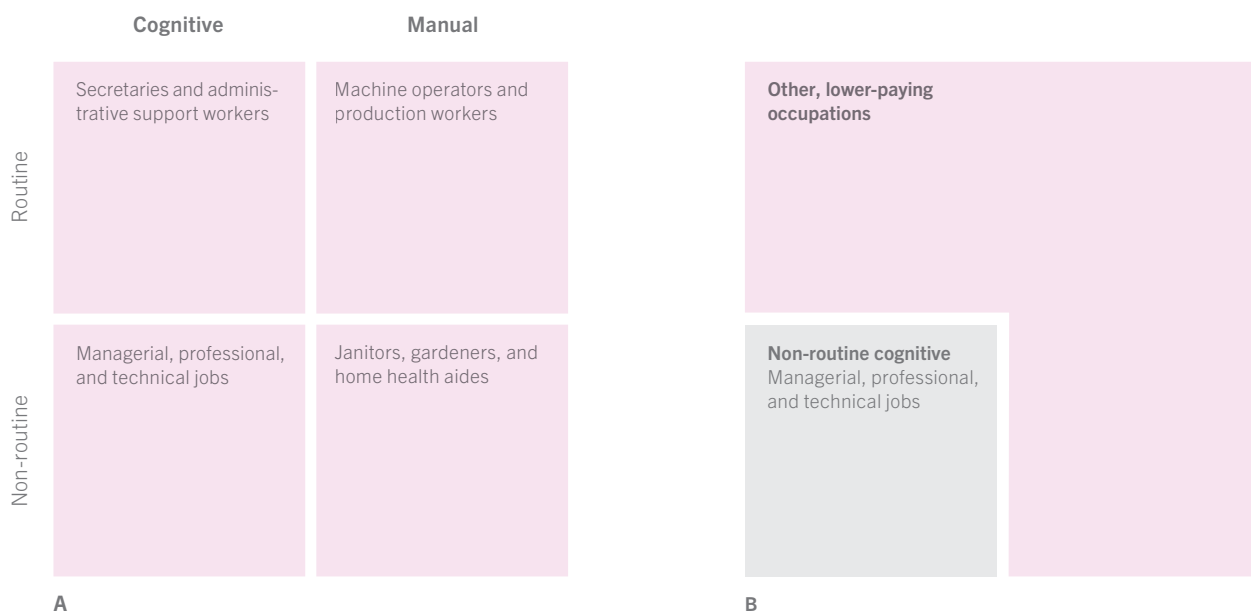 Cognitive
Manual
Routine
Secretaries and adminis-
trative support workers
Machine operators and
production workers
Non-routine
Managerial, professional,
and technical jobs
Janitors, gardeners, and
home health aides
A
Other, lower-paying
occupations
Non-routine cognitive
Managerial, professional,
and technical jobs
B